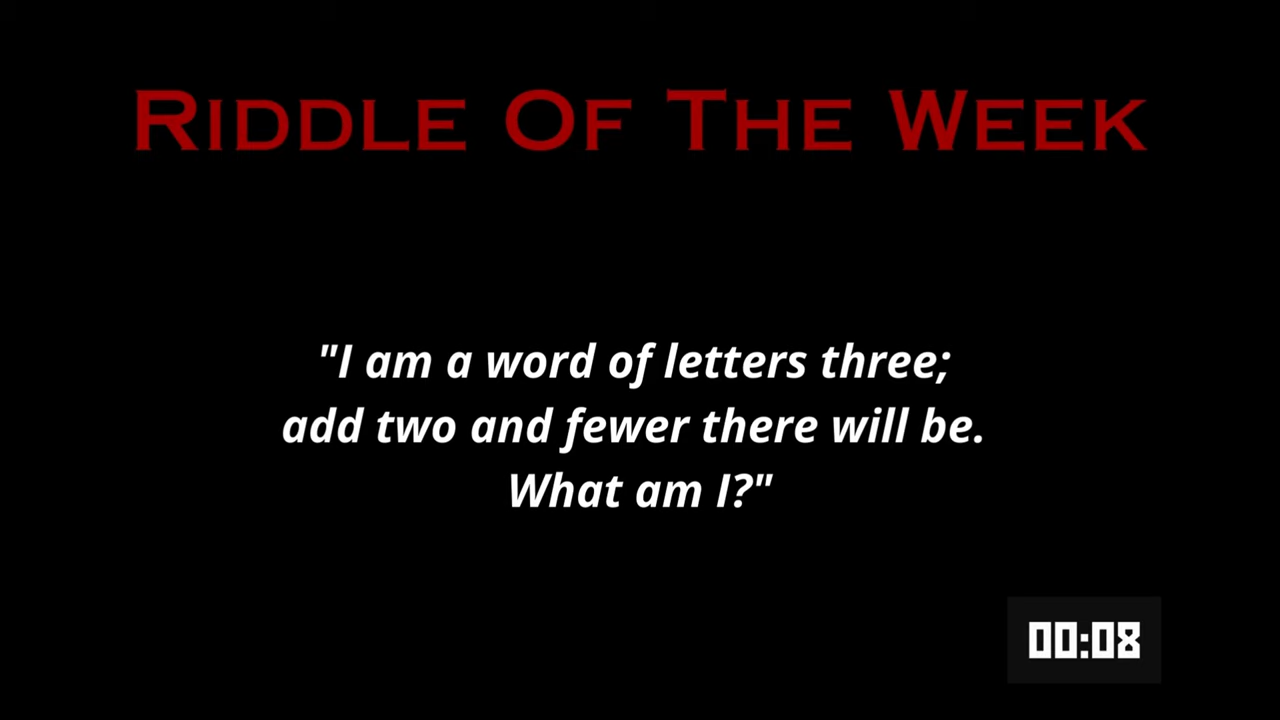 Riddle Of The Week
"I am a word of letters three;
add two and fewer there will be.
What am I?"
00:08